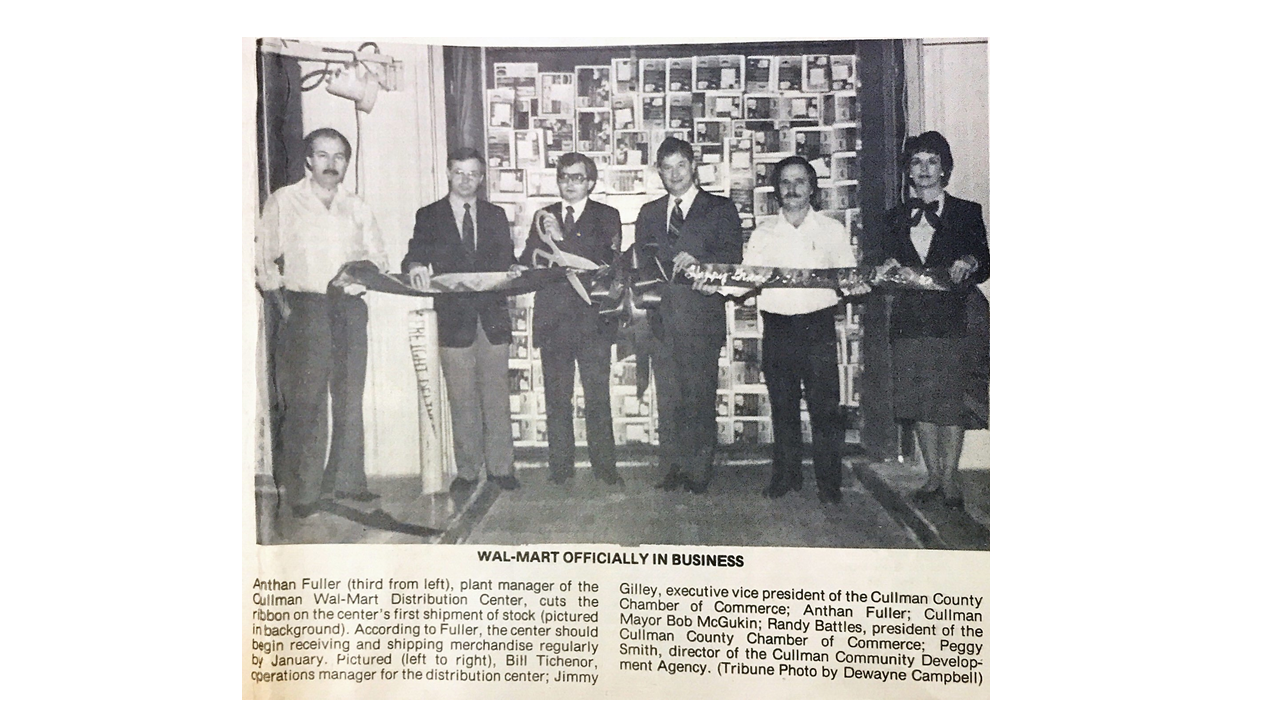 Happy
FREIGHT
WAL-MART OFFICIALLY IN BUSINESS
Anthan Fuller (third from left), plant manager of the
Cullman Wal-Mart Distribution Center, cuts the
ribbon on the center's first shipment of stock (pictured
in background). According to Fuller, the center should
begin receiving and shipping merchandise regularly
by January. Pictured (left to right), Bill Tichenor,
operations manager for the distribution center; Jimmy
Gilley, executive vice president of the Cullman County
Chamber of Commerce; Anthan Fuller; Cullman
Mayor Bob McGukin; Randy Battles, president of the
Cullman County Chamber of Commerce; Peggy
Smith, director of the Cullman Community Develop-
ment Agency. (Tribune Photo by Dewayne Campbell)